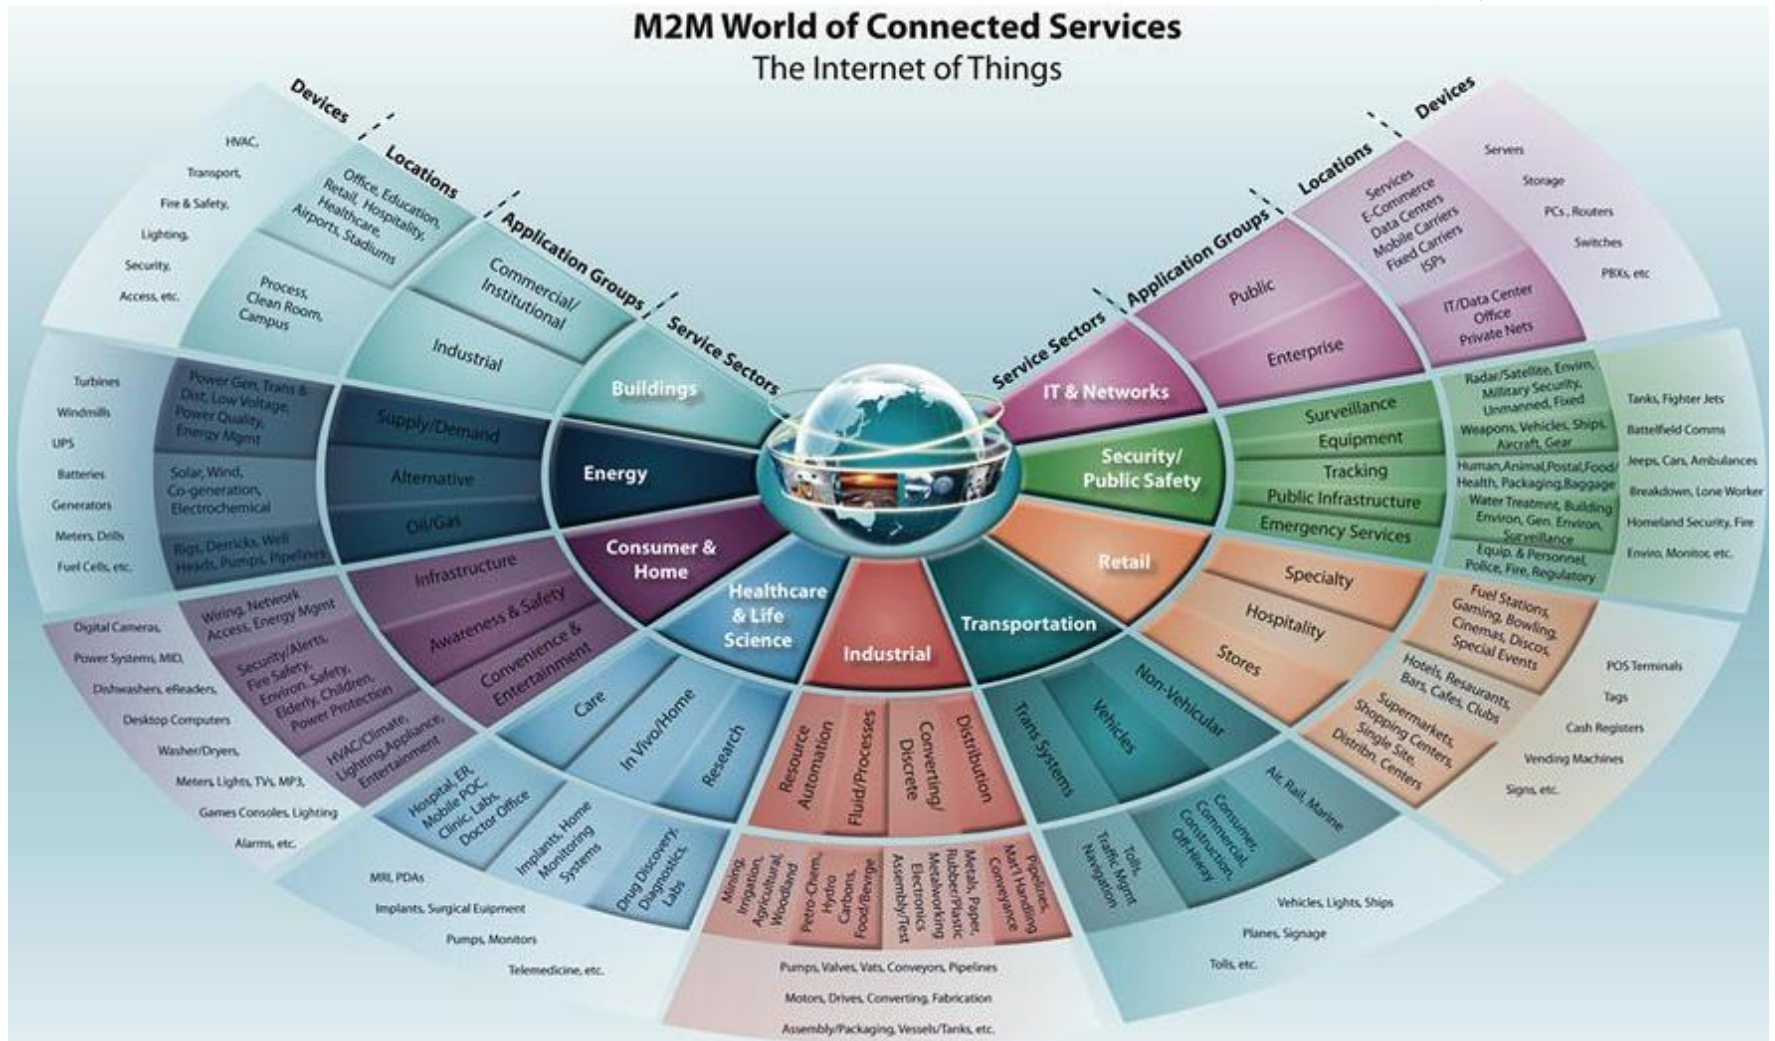 M2M World of Connected Services
The Internet of Things
Devices
Locations
Application Groups
Service Sectors
Service Sectors
Application Groups
Locations
Devices
HVAC,
Transport,
Fire & Safety,
Lighting,
Security,
Access, etc.
Office, Education,
Retail, Hospitality,
Healthcare,
Airports, Stadiums
Process,
Clean Room,
Campus
Commercial/
Institutional
Industrial
Buildings
Turbines
Windmills
UPS
Batteries
Generators
Meters, Drills
Fuel Cells, etc.
Power Gen, Trans &
Dist, Low Voltage,
Power Quality,
Energy Mgmt
Solar, Wind,
Co-generation,
Electrochemical
Rigs, Derricks, Well
Heads, Pumps, Pipelines
Supply/Demand
Alternative
Oil/Gas
Energy
Digital Cameras,
Power Systems, MID,
Dishwashers, eReaders,
Desktop Computers
Washer/Dryers,
Meters, Lights, TVs, MP3,
Games Consoles, Lighting
Alarms, etc.
Wiring, Network
Access, Energy Mgmt
Security/Alerts,
Fire Safety,
Environ. Safety,
Elderly, Children,
Power Protection
HVAC/Climate,
Lighting,Appliance,
Entertainment
Infrastructure
Awareness & Safety
Convenience &
Entertainment
Consumer &
Home
MRI, PDAs
Implants, Surgical Euipment
Pumps, Monitors
Telemedicine, etc.
Hospital, ER,
Mobile POC,
Clinic, Labs,
Doctor Office
Implants, Home
Monitoring
Systems
Drug Discovery,
Diagnostics,
Labs
Care
In Vivo/Home
Research
Healthcare
& Life
Science
Industrial
Resource
Automation
Fluid/Processes
Converting/
Discrete
Distribution
Mining,
Irrigation,
Agricultural,
Woodland
Petro-Chem.,
Hydro
Carbons,
Food/Bevrge
Metals, Paper,
Rubber/Plastic
Metalworking
Electronics
Assembly/Test
Pipelines,
Mat'l Handling
Conveyance
Pumps, Valves, Vats, Conveyors, Pipelines
Motors, Drives, Converting, Fabrication
Assembly/Packaging, Vessels/Tanks, etc.
Transportation
Trans Systems
Vehicles
Non-Vehicular
Tolls,
Traffic Mgmt
Navigation
Consumer,
Commercial,
Construction,
Off-Hiway
Air, Rail, Marine
Vehicles, Lights, Ships
Planes, Signage
Tolls, etc.
Retail
Specialty
Hospitality
Stores
Fuel Stations,
Gaming, Bowling,
Cinemas, Discos,
Special Events
Hotels, Resaurants,
Bars, Cafes, Clubs
Supermarkets,
Shopping Centers,
Single Site,
Distribn, Centers
POS Terminals
Tags
Cash Registers
Vending Machines
Signs, etc.
Security/
Public Safety
Surveillance
Equipment
Tracking
Public Infrastructure
Emergency Services
Radar/Satellite, Envirn,
Millitary Security,
Unmanned, Fixed
Weapons, Vehicles, Ships,
Aircraft, Gear
Human,Animal,Postal,Food/
Health, Packaging,Baggage
Water Treatmnt, Building
Environ, Gen. Environ,
Surveillance
Equip. & Personnel,
Police, Fire, Regulatory
Tanks, Fighter Jets
Battelfield Comms
Jeeps, Cars, Ambulances
Breakdown, Lone Worker
Homeland Security, Fire
Enviro, Monitor, etc.
IT & Networks
Public
Enterprise
Services
E-Commerce
Data Centers
Mobile Carriers
Fixed Carriers
ISPs
IT/Data Center
Office
Private Nets
Servers
Storage
PCs , Routers
Switches
PBXs, etc